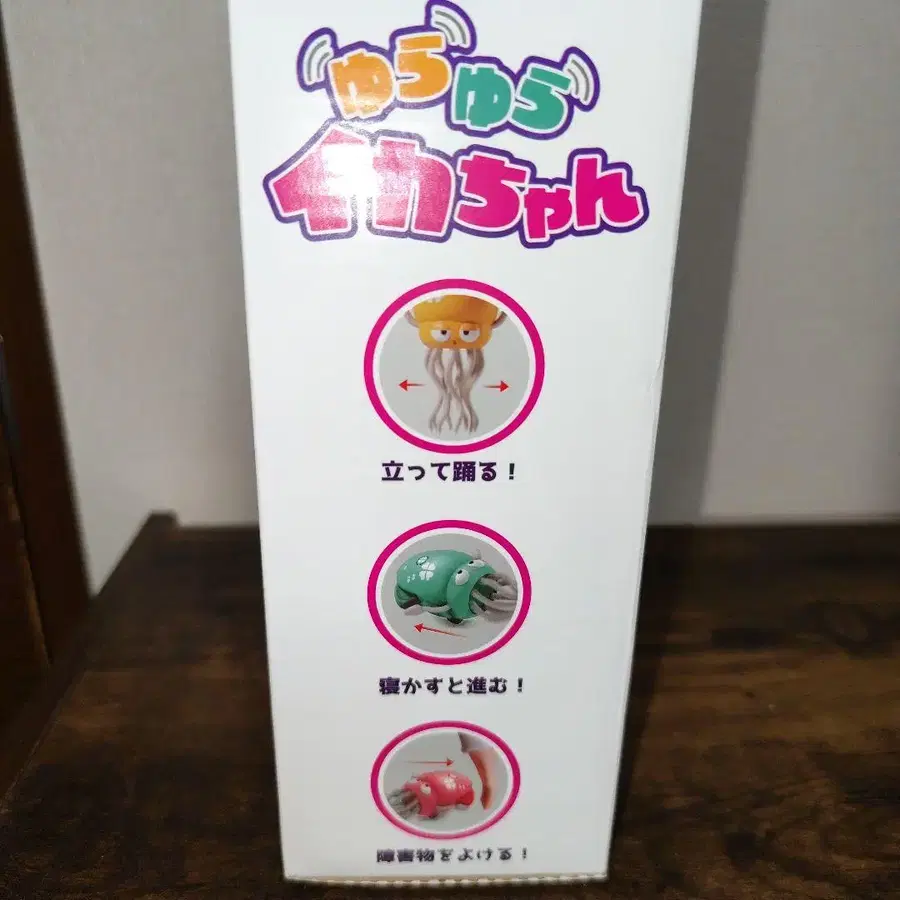 ゆらゆら
イカちゃん
立って踊る！
寝かすと進む！
障害物をよける！